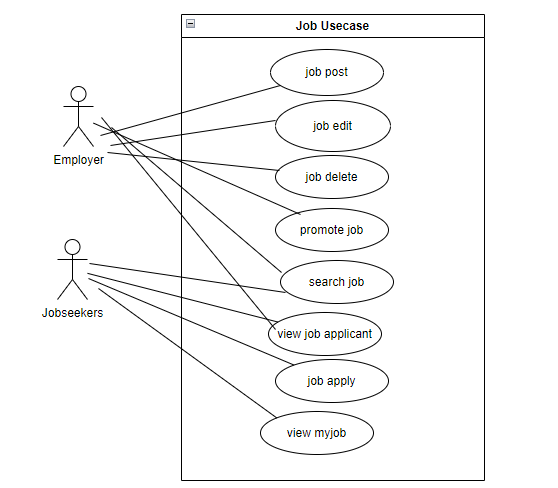 Job Usecase
job post
job edit
Employer
job delete
promote job
search job
Jobseekers
view job applicant
job apply
view myjob